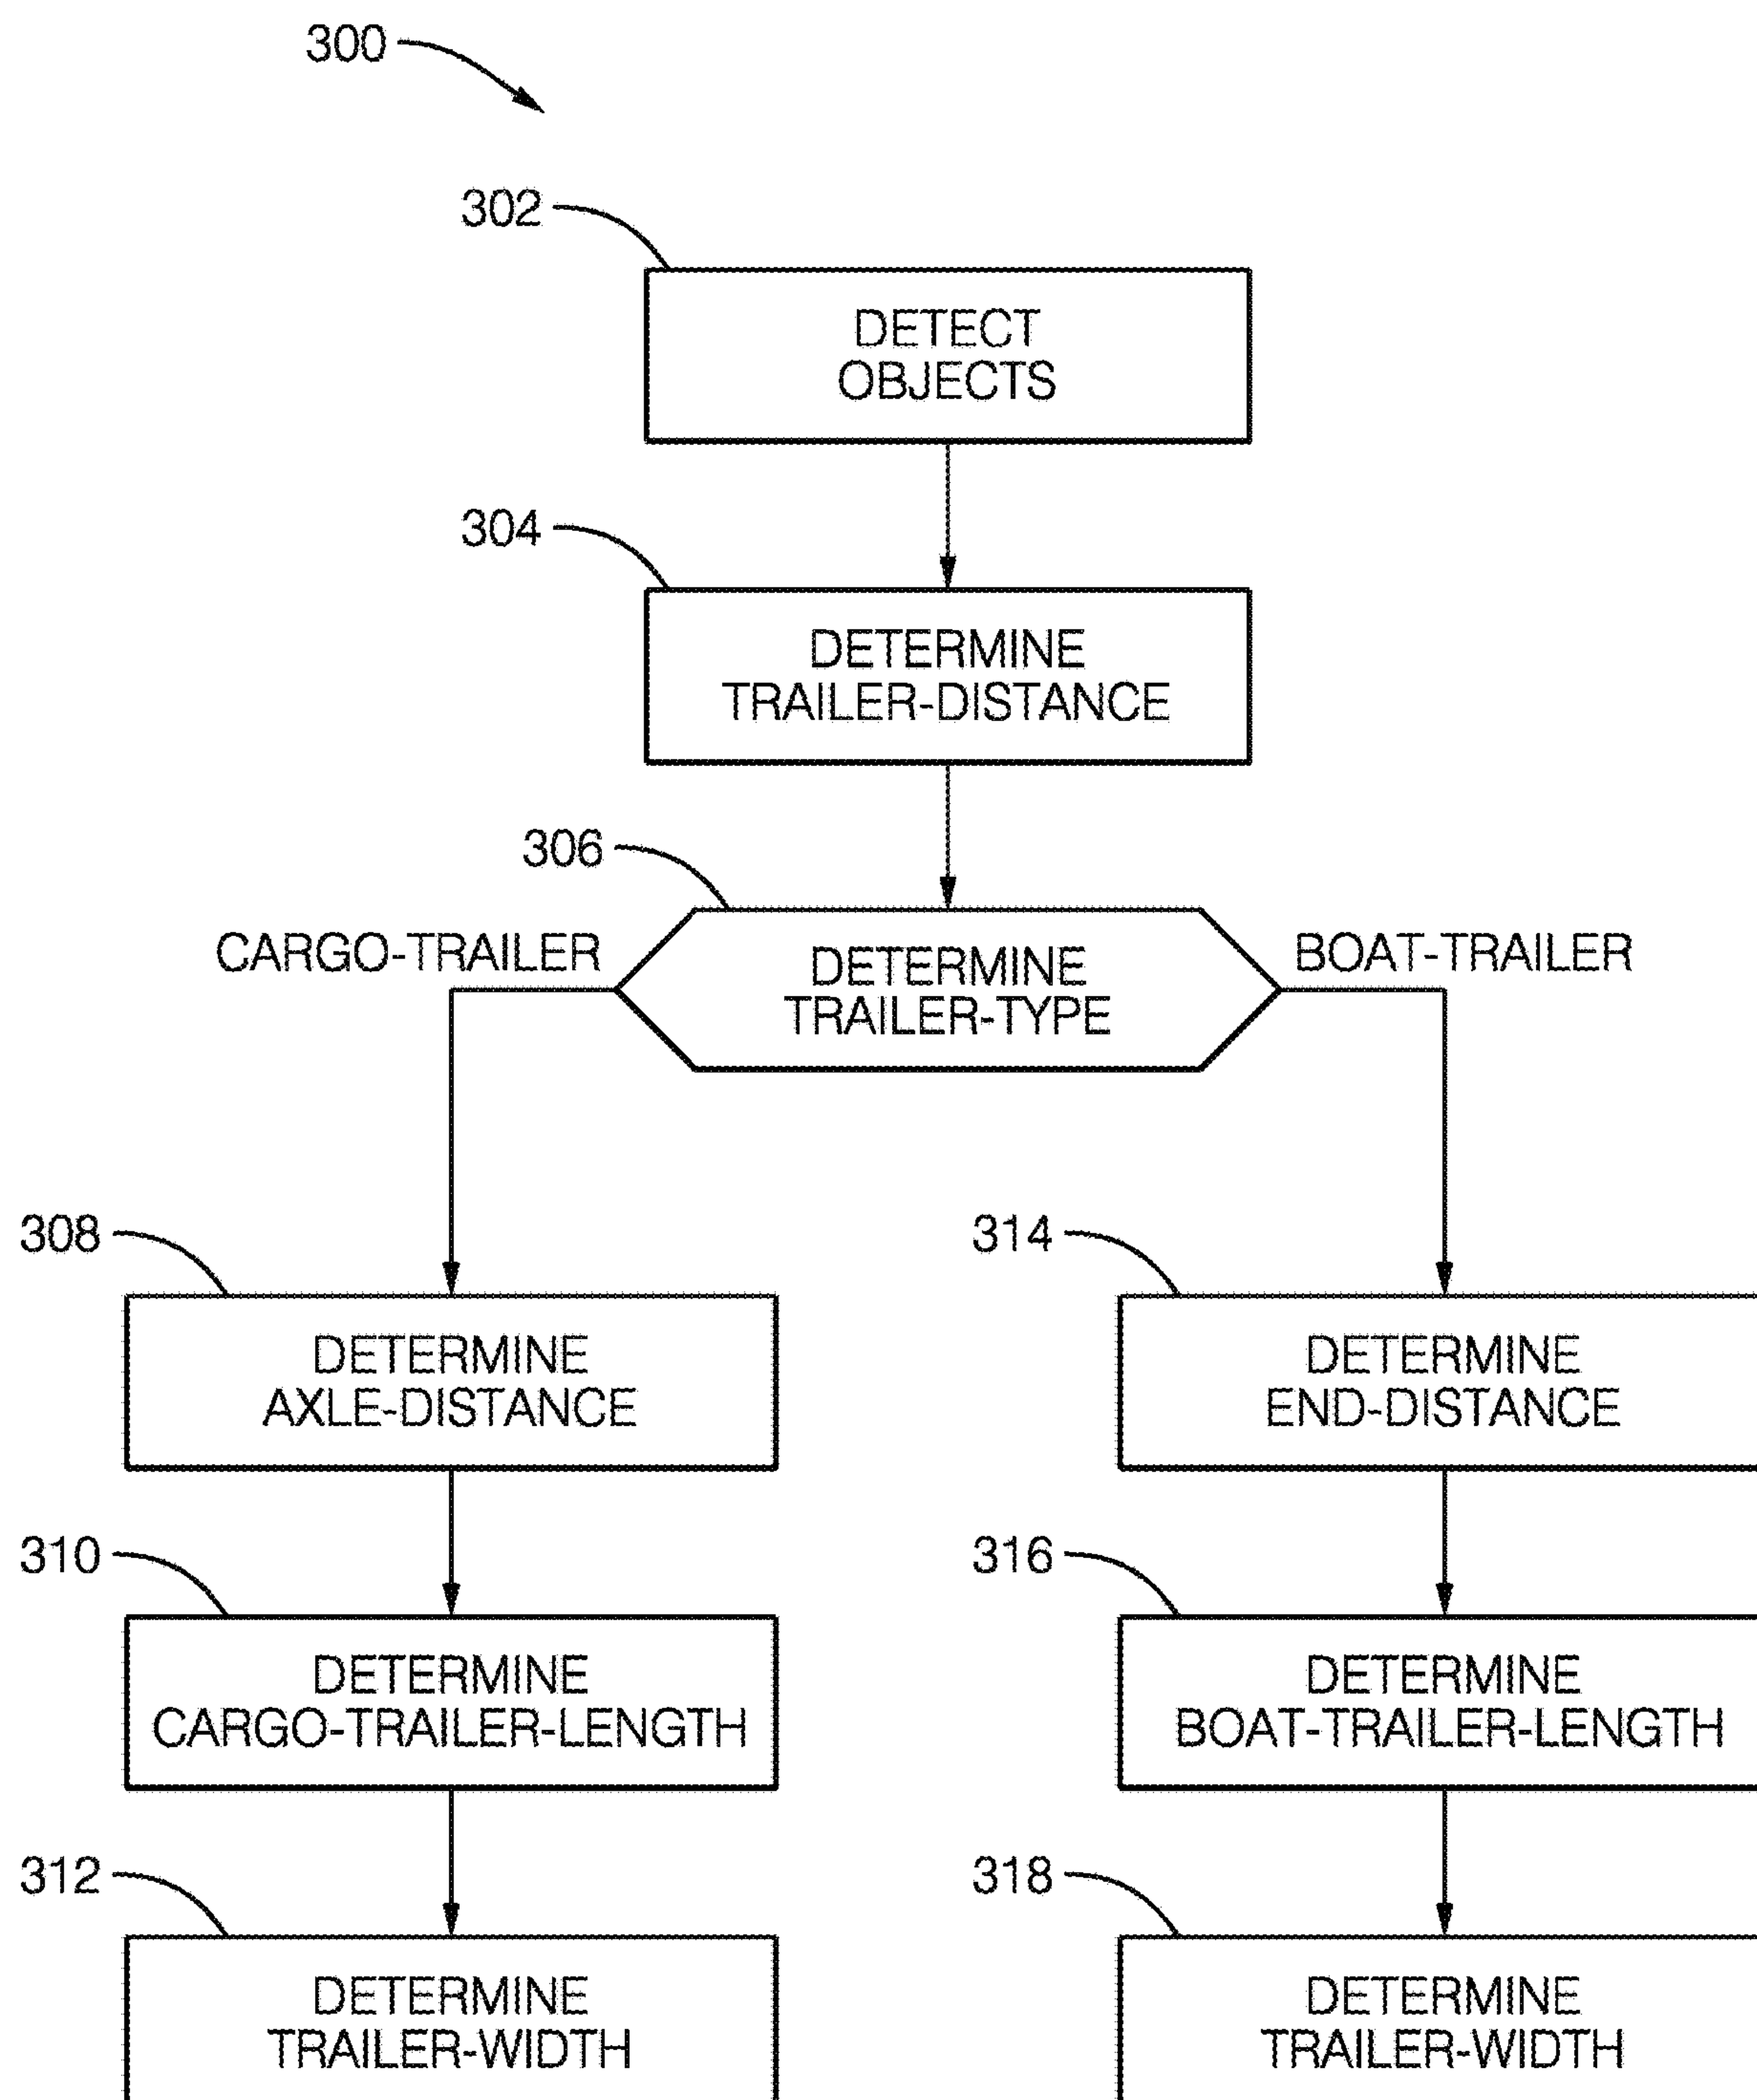 300
302
DETECT
OBJECTS
304
DETERMINE
TRAILER-DISTANCE
306
CARGO-TRAILER
DETERMINE
TRAILER-TYPE
BOAT-TRAILER
308
DETERMINE
AXLE-DISTANCE
314
DETERMINE
END-DISTANCE
310
DETERMINE
CARGO-TRAILER-LENGTH
316
DETERMINE
BOAT-TRAILER-LENGTH
312
DETERMINE
TRAILER-WIDTH
318
DETERMINE
TRAILER-WIDTH